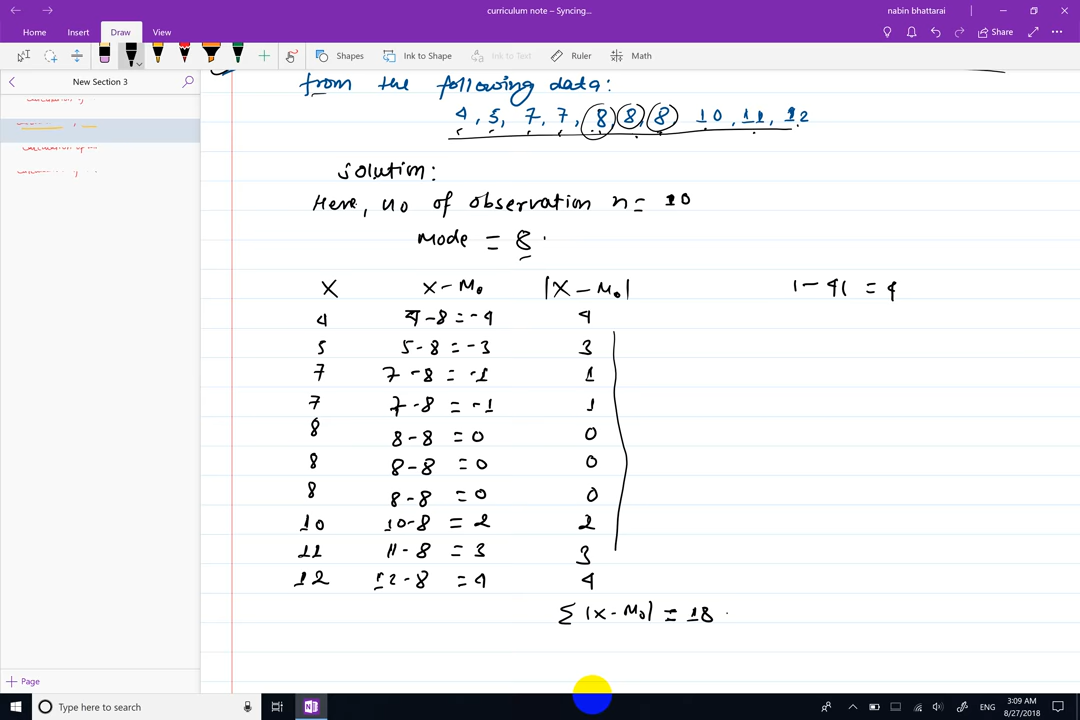 curriculum note – Syncing...
nabin bhattarai
Home Insert Draw View
Share
Shapes Ink to Shape Ink to Text Ruler Math
New Section 3
from the following data:
4, 5, 7, 7, 8, 8, 8 10, 11, 12
Solution:
Here, no of observation n = 10
Mode = 8
X X-Mo |X-Mo| |-4| = 4
4 4-8 = -4 4
5 5-8 = -3 3
7 7-8 = -1 1
7 7-8 = -1 1
8 8-8 = 0 0
8 8-8 = 0 0
8 8-8 = 0 0
10 10-8 = 2 2
11 11-8 = 3 3
12 12-8 = 4 4
Σ |X-Mo| = 18
+ Page
Type here to search
ENG
3:09 AM
8/27/2018